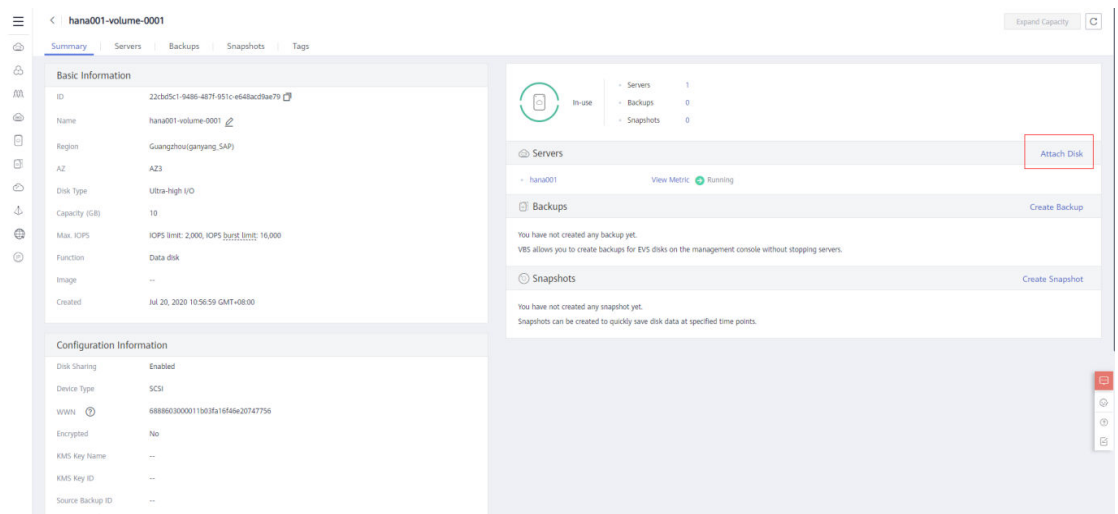 hana001-volume-0001
Expand Capacity
Summary Servers Backups Snapshots Tags
Basic Information
ID 22cbd5c1-9486-487f-951c-e648acd9ae79
Name hana001-volume-0001
Region Guangzhou(ganyang_SAP)
AZ AZ3
Disk Type Ultra-high I/O
Capacity (GB) 10
Max. IOPS IOPS limit: 2,000, IOPS burst limit: 16,000
Function Data disk
Image --
Created Jul 20, 2020 10:56:59 GMT+08:00
Configuration Information
Disk Sharing Enabled
Device Type SCSI
WWN 6888603000011b03fa16f46e20747756
Encrypted No
KMS Key Name --
KMS Key ID --
Source Backup ID --
In-use
Servers 1
Backups 0
Snapshots 0
Servers Attach Disk
hana001 View Metric Running
Backups Create Backup
You have not created any backup yet.
VBS allows you to create backups for EVS disks on the management console without stopping servers.
Snapshots Create Snapshot
You have not created any snapshot yet.
Snapshots can be created to quickly save disk data at specified time points.